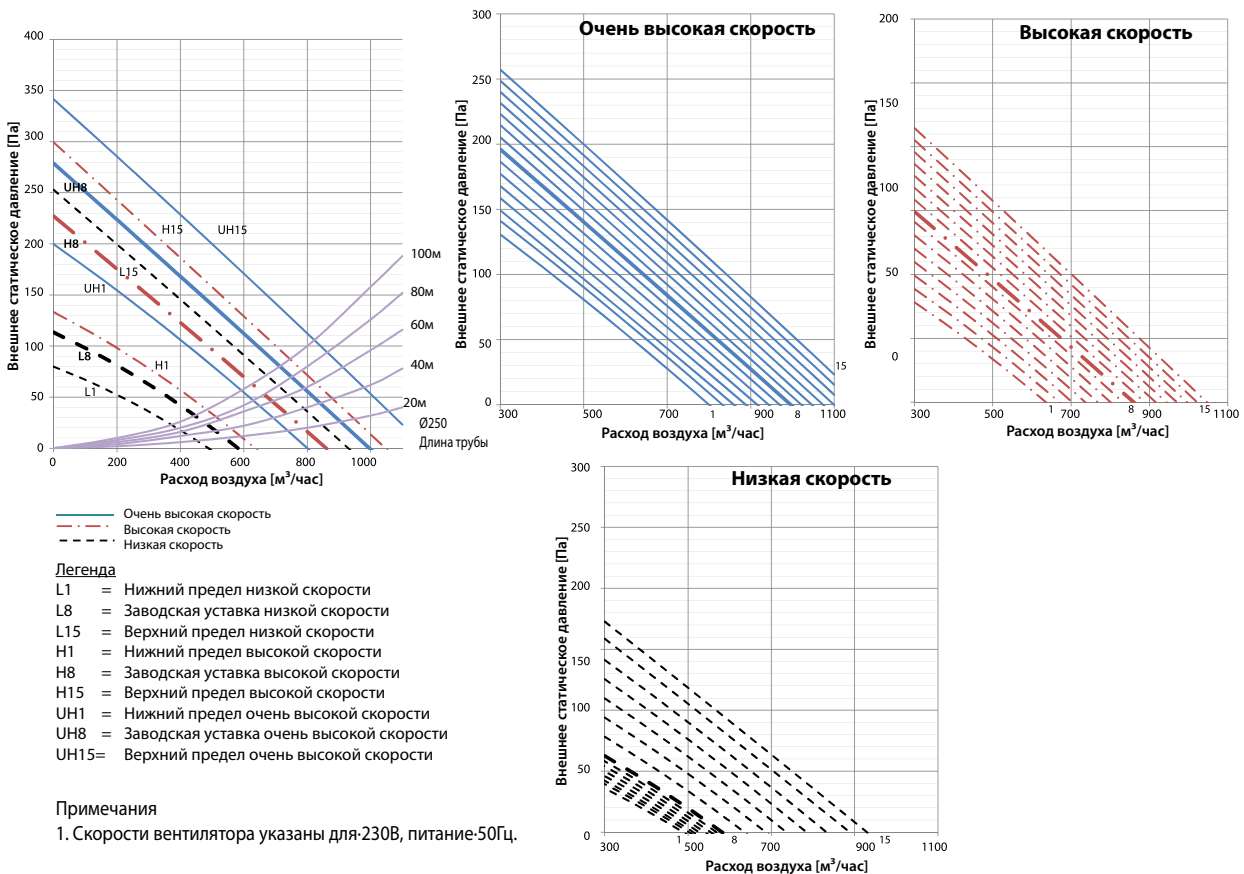 400
350
300
250
200
150
100
50
0
Внешнее статическое давление [Па]
UH8
H15
UH15
H8
L15
UH1
L8
H1
L1
100м
80м
60м
40м
20м
Ø250
Длина трубы
0 200 400 600 800 1000
Расход воздуха [м³/час]
Очень высокая скорость
300
250
200
150
100
50
0
Внешнее статическое давление [Па]
15
300 500 700 1 900 8 1100
Расход воздуха [м³/час]
Высокая скорость
200
150
100
50
0
Внешнее статическое давление [Па]
300 500 1 700 8 900 15 1100
Расход воздуха [м³/час]
Очень высокая скорость
Высокая скорость
Низкая скорость
Легенда
L1 = Нижний предел низкой скорости
L8 = Заводская уставка низкой скорости
L15 = Верхний предел низкой скорости
H1 = Нижний предел высокой скорости
H8 = Заводская уставка высокой скорости
H15 = Верхний предел высокой скорости
UH1 = Нижний предел очень высокой скорости
UH8 = Заводская уставка очень высокой скорости
UH15= Верхний предел очень высокой скорости
Примечания
1. Скорости вентилятора указаны для·230В, питание·50Гц.
Низкая скорость
300
250
200
150
100
50
0
Внешнее статическое давление [Па]
300 1 500 8 700 900 15 1100
Расход воздуха [м³/час]